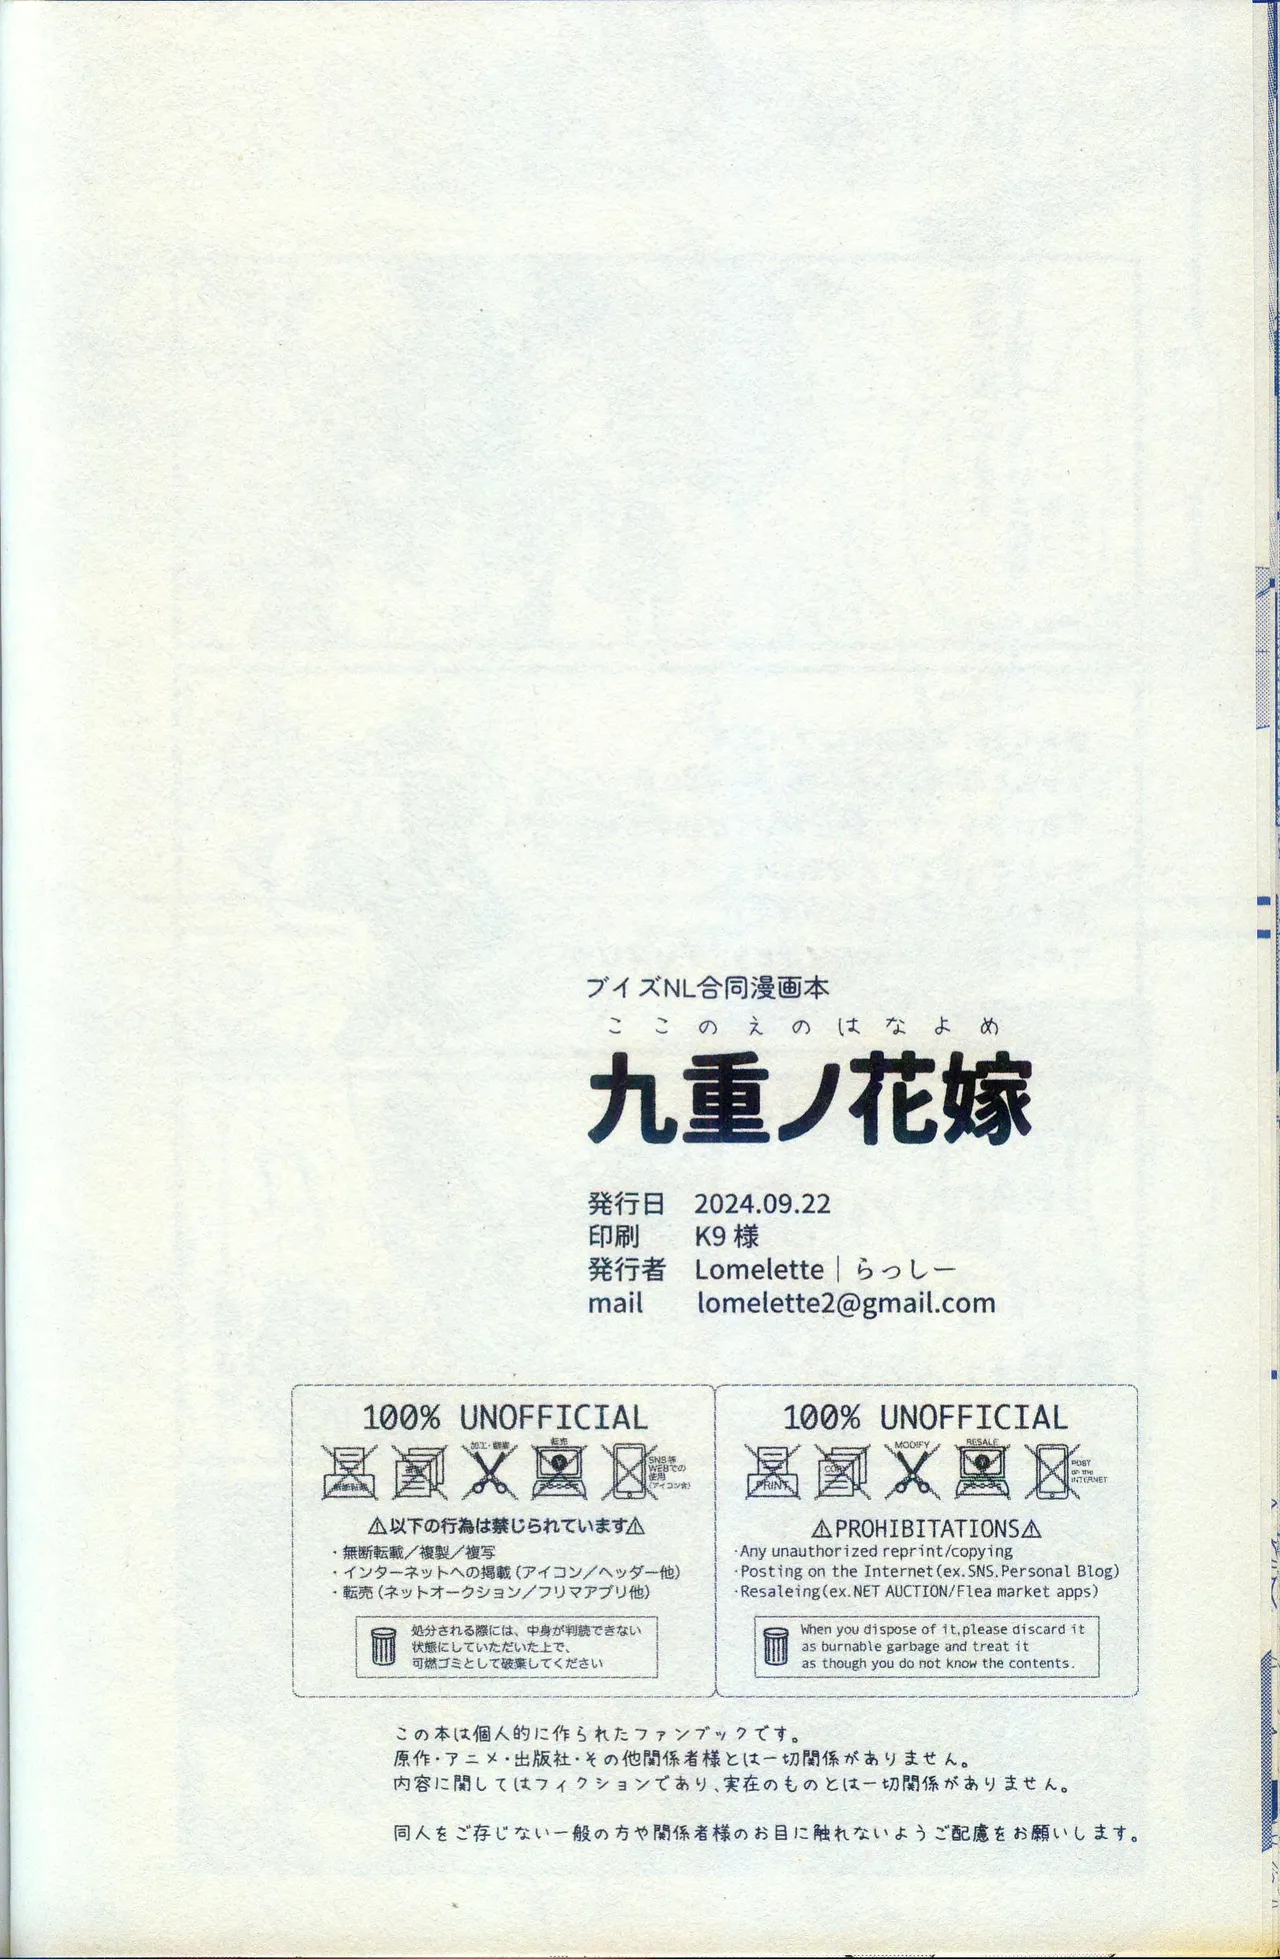 ブイズNL合同漫画本
ここのえのはなよめ
九重ノ花嫁
発行日 2024.09.22
印刷 K9 様
発行者 Lomelette｜らっしー
mail lomelette2@gmail.com
100% UNOFFICIAL
無断転載
複製
加工・翻案
転売
SNS等
WEBでの
使用
(アイコン含)
⚠以下の行為は禁じられています⚠
・無断転載／複製／複写
・インターネットへの掲載（アイコン／ヘッダー他）
・転売（ネットオークション／フリマアプリ他）
処分される際には、中身が判読できない
状態にしていただいた上で、
可燃ゴミとして破棄してください
100% UNOFFICIAL
PRINT
COPY
MODIFY
RESALE
POST
on the
INTERNET
⚠PROHIBITATIONS⚠
·Any unauthorized reprint/copying
·Posting on the Internet(ex.SNS.Personal Blog)
·Resaleing(ex.NET AUCTION/Flea market apps)
When you dispose of it,please discard it
as burnable garbage and treat it
as though you do not know the contents.
この本は個人的に作られたファンブックです。
原作・アニメ・出版社・その他関係者様とは一切関係がありません。
内容に関してはフィクションであり、実在のものとは一切関係がありません。
同人をご存じない一般の方や関係者様のお目に触れないようご配慮をお願いします。